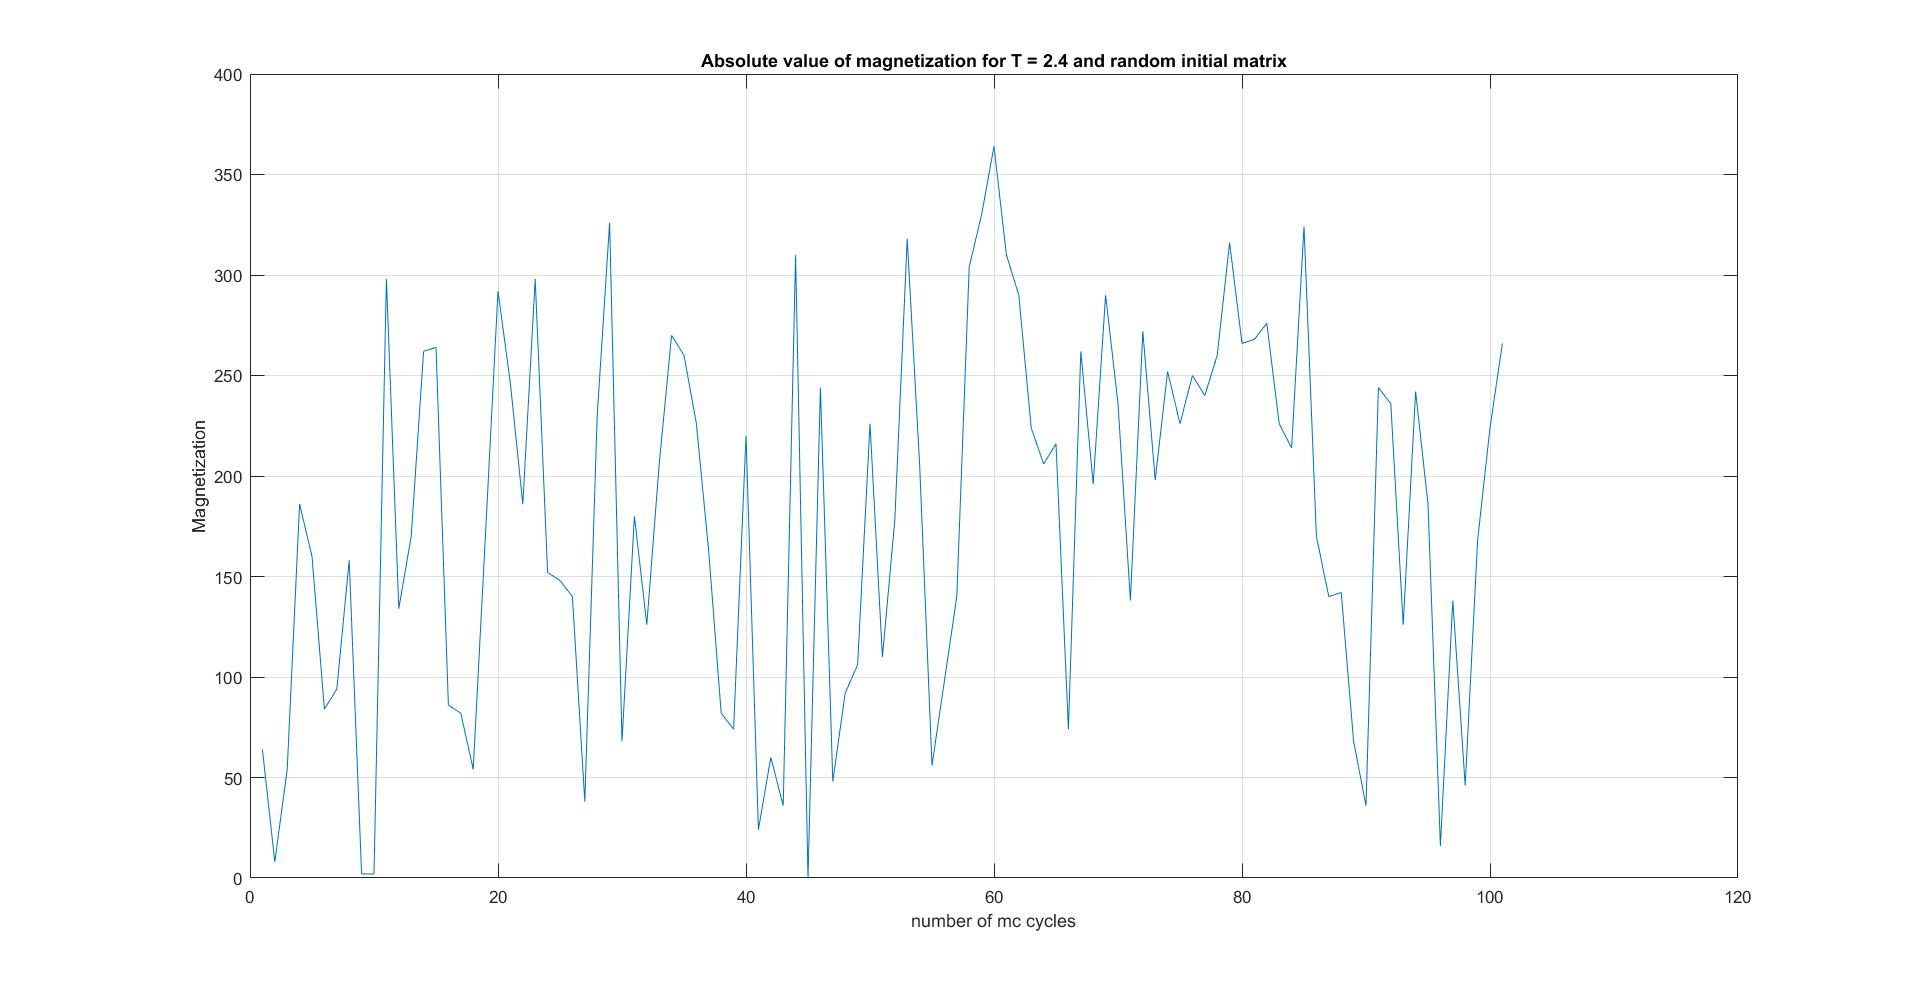 Absolute value of magnetization for T = 2.4 and random initial matrix
400
350
300
250
200
150
100
50
0
Magnetization
0 20 40 60 80 100 120
number of mc cycles